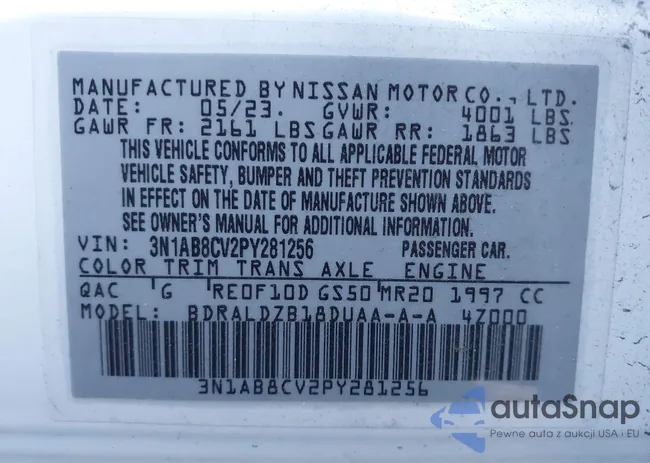 MANUFACTURED BY NISSAN MOTOR CO., LTD.
DATE: 05/23. GVWR: 4001 LBS
GAWR FR: 2161 LBS GAWR RR: 1863 LBS
THIS VEHICLE CONFORMS TO ALL APPLICABLE FEDERAL MOTOR
VEHICLE SAFETY, BUMPER AND THEFT PREVENTION STANDARDS
IN EFFECT ON THE DATE OF MANUFACTURE SHOWN ABOVE.
SEE OWNER'S MANUAL FOR ADDITIONAL INFORMATION.
VIN: 3N1AB8CV2PY281256 PASSENGER CAR.
COLOR TRIM TRANS AXLE ENGINE
QAC G RE0F10D GS50 MR20 1997 CC
MODEL: BDRALDZB18DUAA-A-A 4Z000
3N1AB8CV2PY281256
autaSnap
Pewne auta z aukcji USA i EU